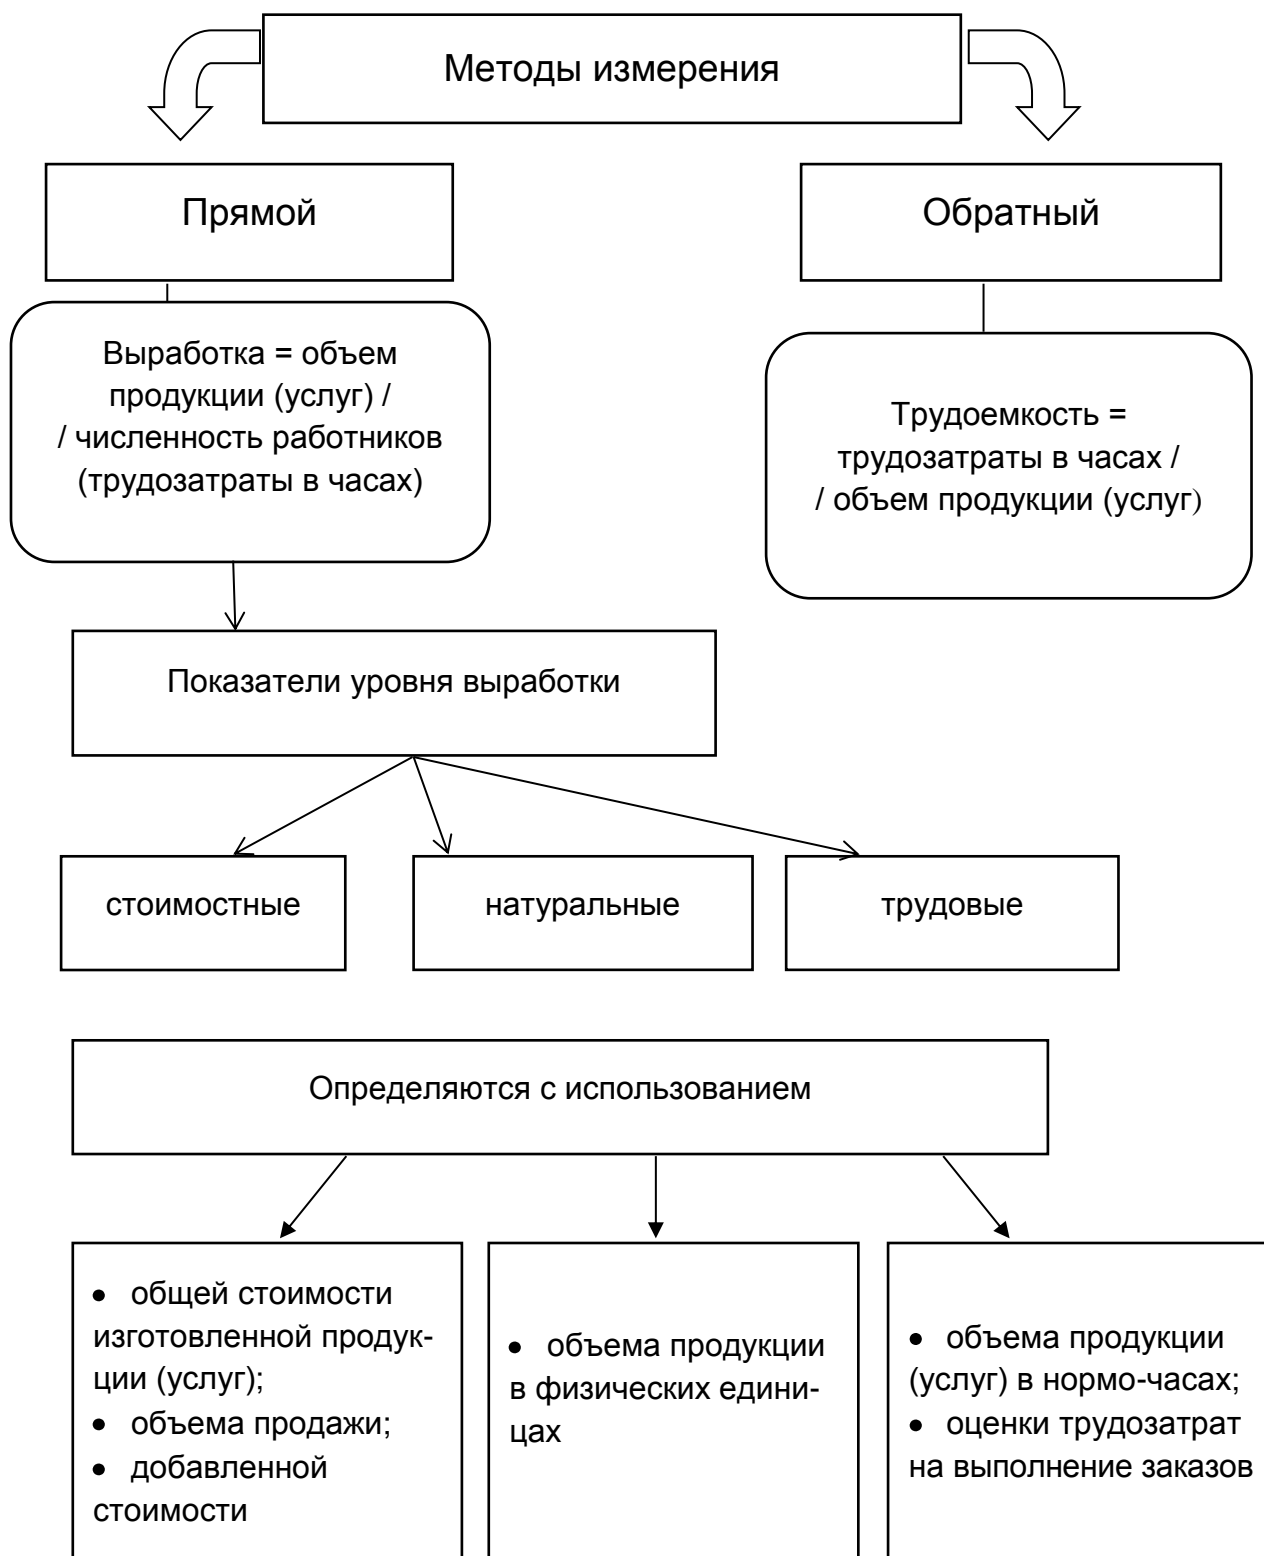 Методы измерения
Прямой
Обратный
Выработка = объем
продукции (услуг) /
/ численность работников
(трудозатраты в часах)
Трудоемкость =
трудозатраты в часах /
/ объем продукции (услуг)
Показатели уровня выработки
стоимостные
натуральные
трудовые
Определяются с использованием
• общей стоимости
изготовленной продук-
ции (услуг);
• объема продажи;
• добавленной
стоимости
• объема продукции
в физических едини-
цах
• объема продукции
(услуг) в нормо-часах;
• оценки трудозатрат
на выполнение заказов